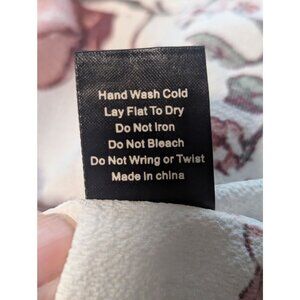 Hand Wash Cold
Lay Flat To Dry
Do Not Iron
Do Not Bleach
Do Not Wring or Twist
Made in china